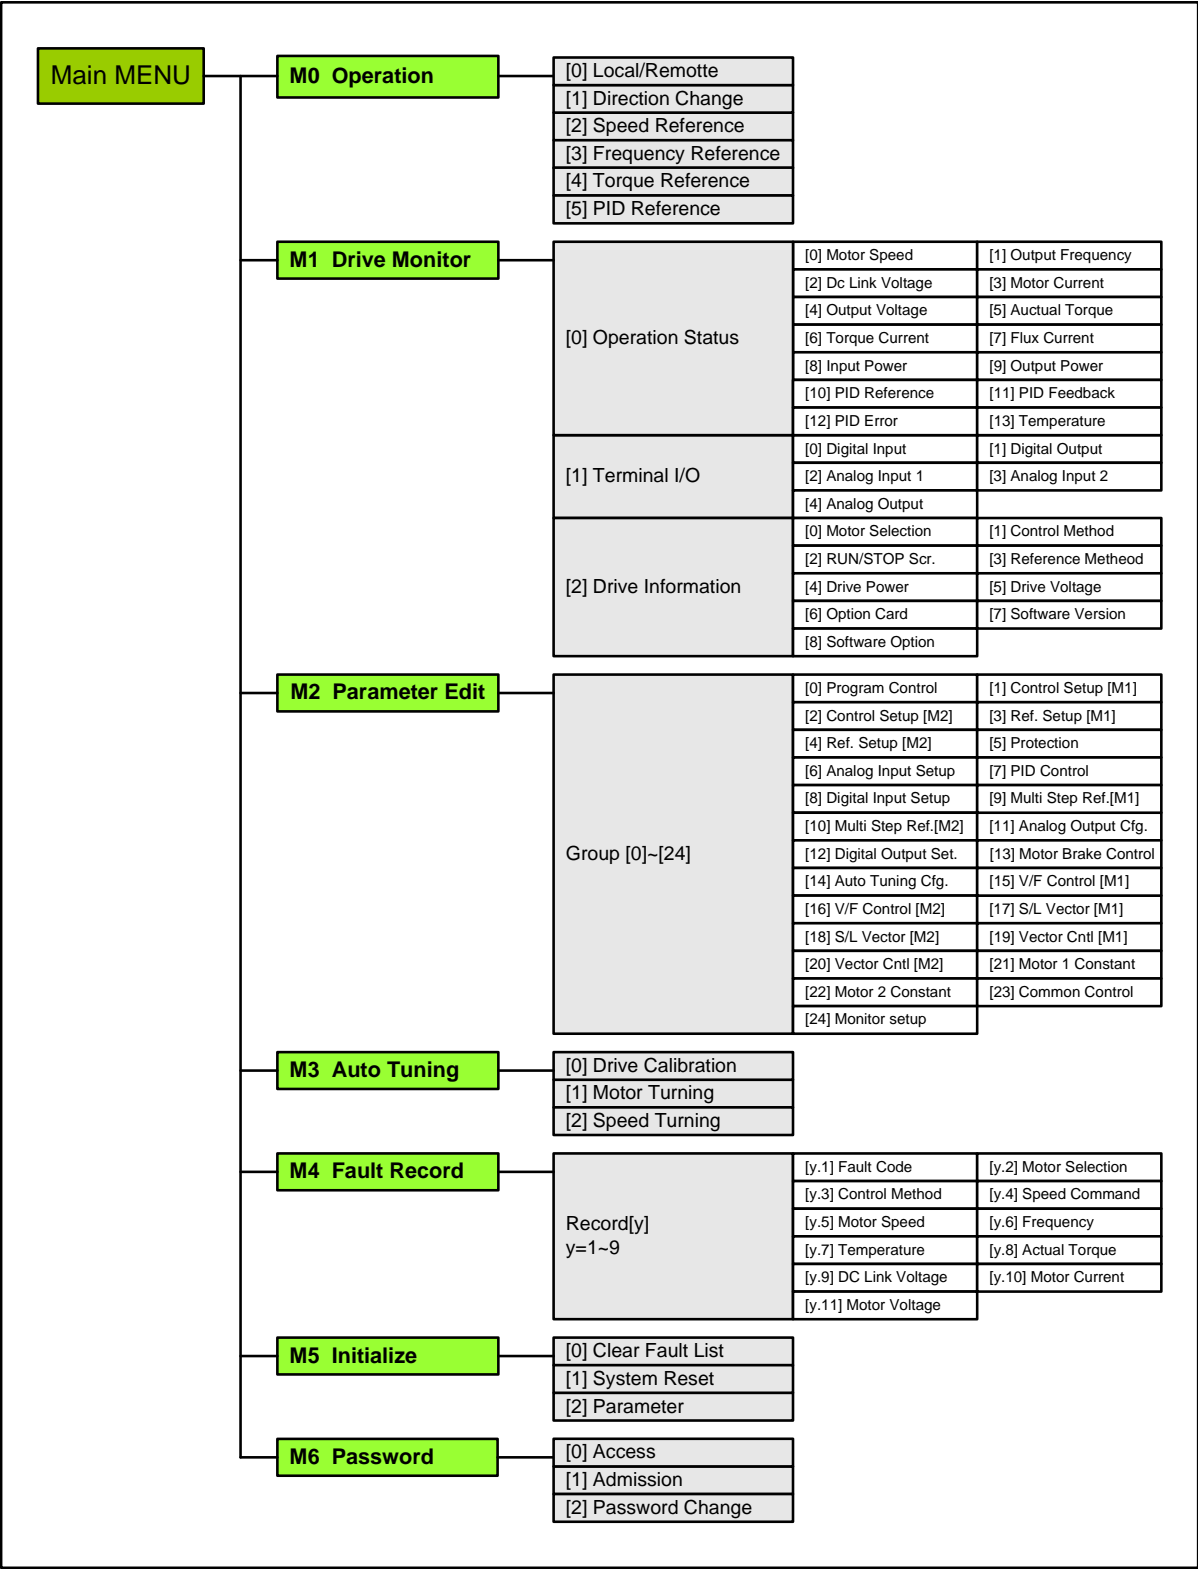 Main MENU
M0 Operation
[0] Local/Remotte
[1] Direction Change
[2] Speed Reference
[3] Frequency Reference
[4] Torque Reference
[5] PID Reference
M1 Drive Monitor
[0] Operation Status
[0] Motor Speed
[1] Output Frequency
[2] Dc Link Voltage
[3] Motor Current
[4] Output Voltage
[5] Auctual Torque
[6] Torque Current
[7] Flux Current
[8] Input Power
[9] Output Power
[10] PID Reference
[11] PID Feedback
[12] PID Error
[13] Temperature
[1] Terminal I/O
[0] Digital Input
[1] Digital Output
[2] Analog Input 1
[3] Analog Input 2
[4] Analog Output
[2] Drive Information
[0] Motor Selection
[1] Control Method
[2] RUN/STOP Scr.
[3] Reference Metheod
[4] Drive Power
[5] Drive Voltage
[6] Option Card
[7] Software Version
[8] Software Option
M2 Parameter Edit
Group [0]~[24]
[0] Program Control
[1] Control Setup [M1]
[2] Control Setup [M2]
[3] Ref. Setup [M1]
[4] Ref. Setup [M2]
[5] Protection
[6] Analog Input Setup
[7] PID Control
[8] Digital Input Setup
[9] Multi Step Ref.[M1]
[10] Multi Step Ref.[M2]
[11] Analog Output Cfg.
[12] Digital Output Set.
[13] Motor Brake Control
[14] Auto Tuning Cfg.
[15] V/F Control [M1]
[16] V/F Control [M2]
[17] S/L Vector [M1]
[18] S/L Vector [M2]
[19] Vector Cntl [M1]
[20] Vector Cntl [M2]
[21] Motor 1 Constant
[22] Motor 2 Constant
[23] Common Control
[24] Monitor setup
M3 Auto Tuning
[0] Drive Calibration
[1] Motor Turning
[2] Speed Turning
M4 Fault Record
Record[y]
y=1~9
[y.1] Fault Code
[y.2] Motor Selection
[y.3] Control Method
[y.4] Speed Command
[y.5] Motor Speed
[y.6] Frequency
[y.7] Temperature
[y.8] Actual Torque
[y.9] DC Link Voltage
[y.10] Motor Current
[y.11] Motor Voltage
M5 Initialize
[0] Clear Fault List
[1] System Reset
[2] Parameter
M6 Password
[0] Access
[1] Admission
[2] Password Change